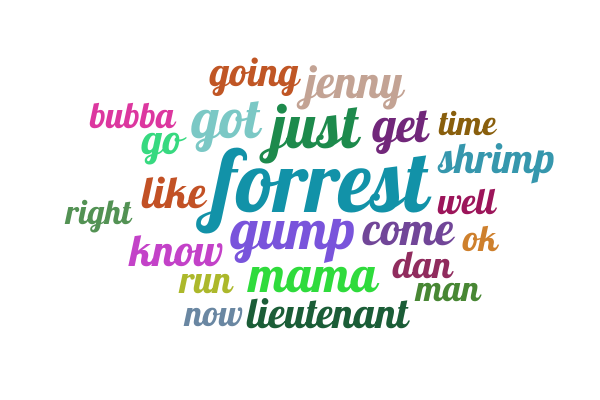 going jenny
bubba got just get time
go shrimp
like forrest well
right gump come ok
know dan
run mama man
now lieutenant